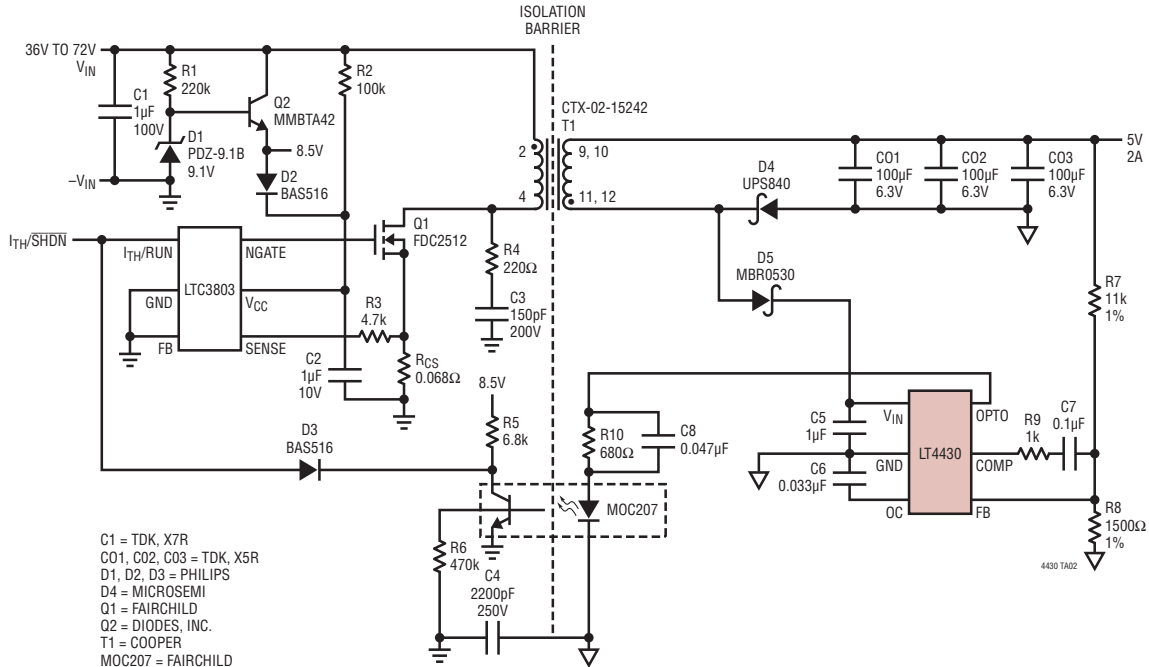 ISOLATION
BARRIER
36V TO 72V
VIN
R1
220k
R2
100k
C1
1µF
100V
Q2
MMBTA42
CTX-02-15242
T1
D1
PDZ-9.1B
9.1V
8.5V
–VIN
D2
BAS516
2
4
9, 10
11, 12
5V
2A
CO1
100µF
6.3V
CO2
100µF
6.3V
CO3
100µF
6.3V
D4
UPS840
ITH/SHDN
ITH/RUN
NGATE
GND
LTC3803
VCC
FB
SENSE
Q1
FDC2512
R4
220Ω
D5
MBR0530
R7
11k
1%
R3
4.7k
C3
150pF
200V
C2
1µF
10V
RCS
0.068Ω
8.5V
R5
6.8k
D3
BAS516
R10
680Ω
C8
0.047µF
C5
1µF
C6
0.033µF
VIN
OPTO
GND
LT4430
COMP
OC
FB
R9
1k
C7
0.1µF
R8
1500Ω
1%
MOC207
R6
470k
C4
2200pF
250V
4430 TA02
C1 = TDK, X7R
CO1, C02, C03 = TDK, X5R
D1, D2, D3 = PHILIPS
D4 = MICROSEMI
Q1 = FAIRCHILD
Q2 = DIODES, INC.
T1 = COOPER
MOC207 = FAIRCHILD